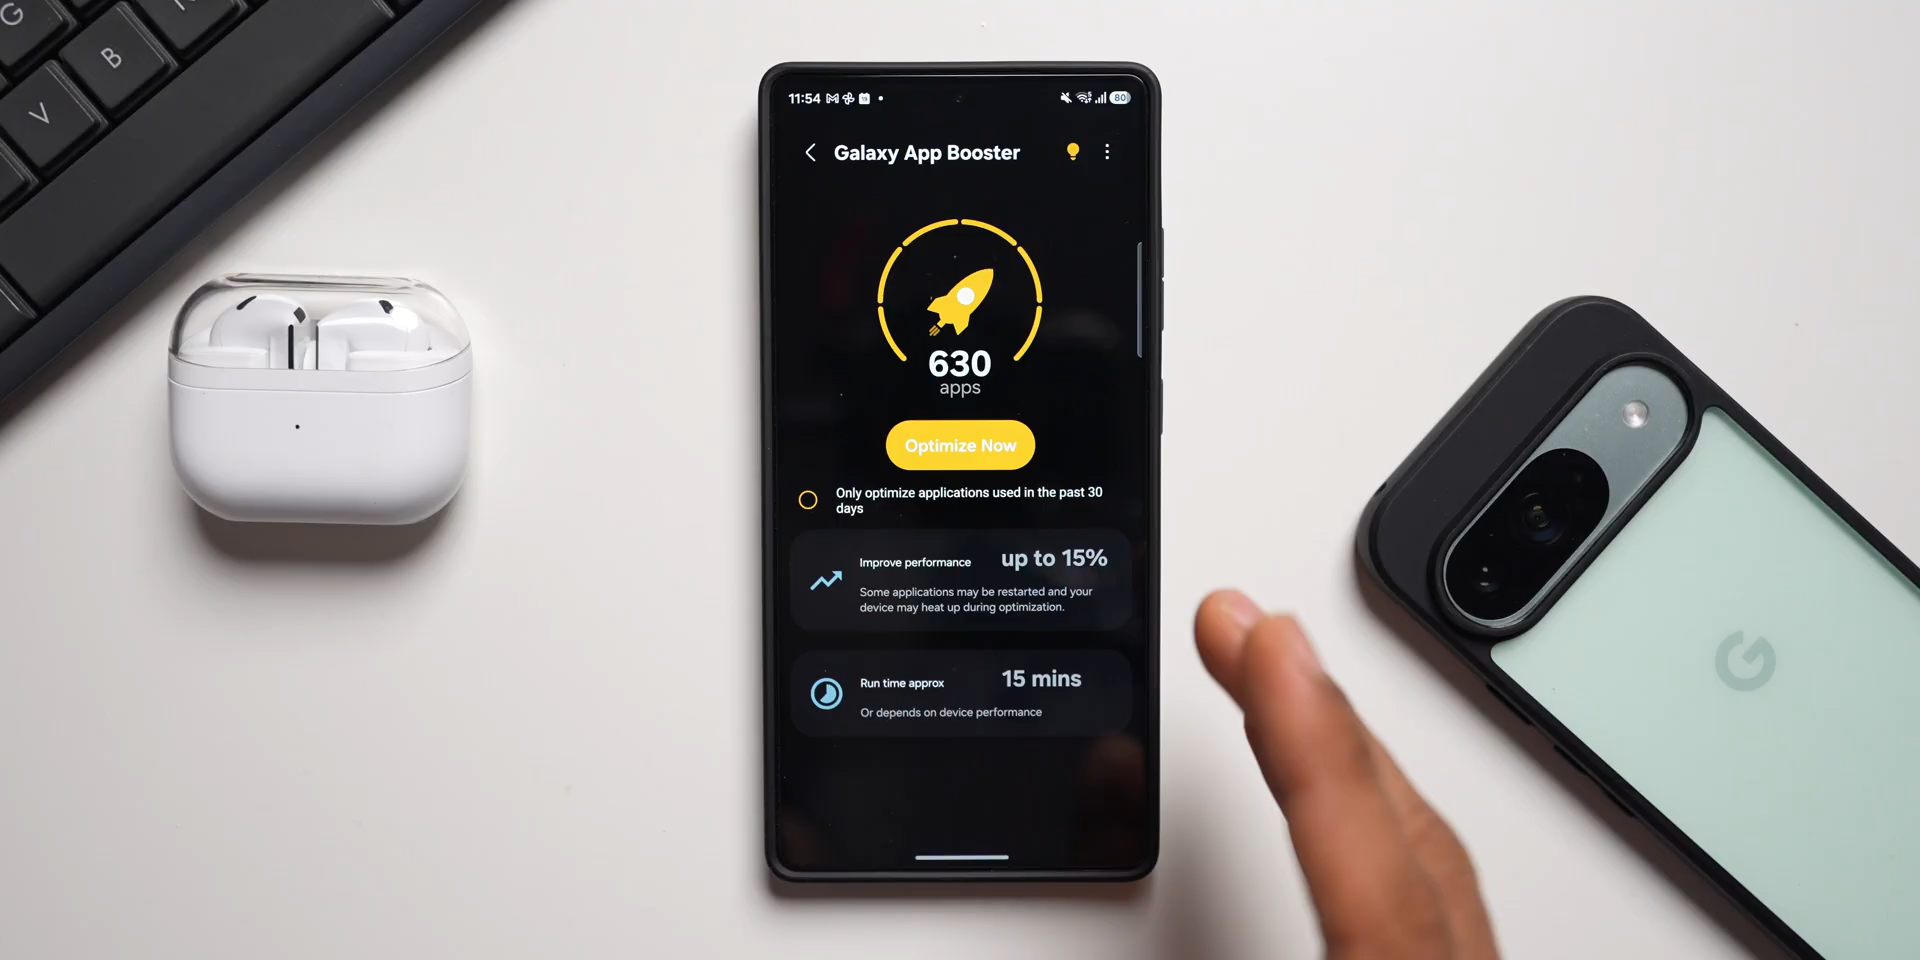 G
B
V
11:54
80
Galaxy App Booster
630
apps
Optimize Now
Only optimize applications used in the past 30
days
Improve performance up to 15%
Some applications may be restarted and your
device may heat up during optimization.
Run time approx 15 mins
Or depends on device performance
G